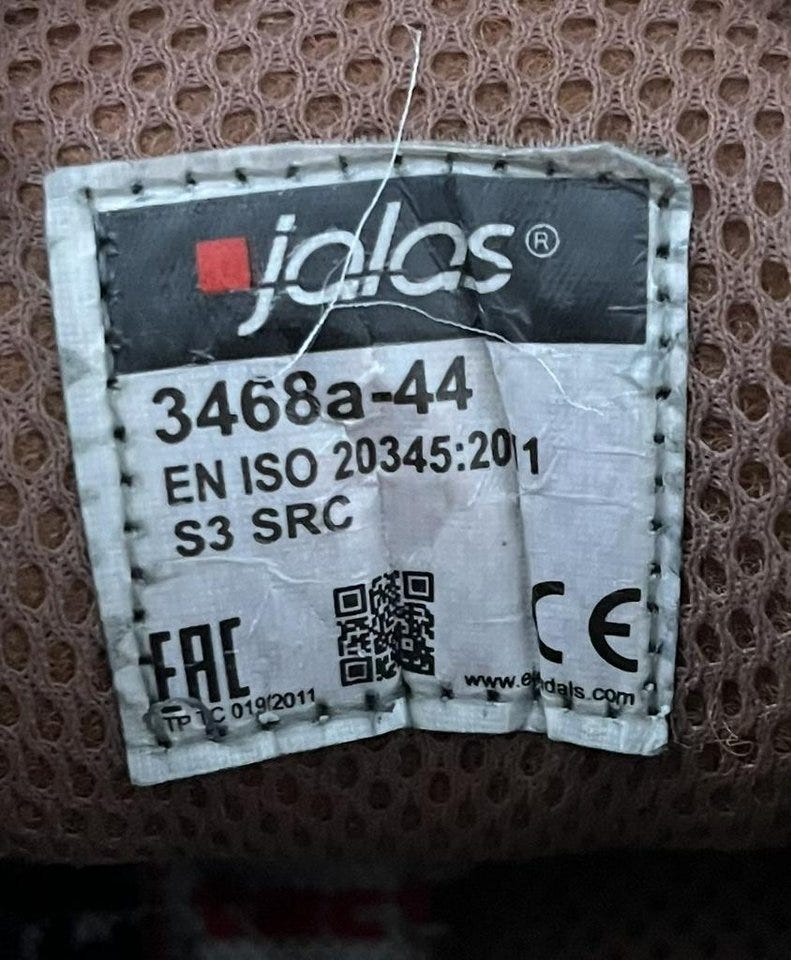 jalas®
3468a-44
EN ISO 20345:2011
S3 SRC
EAC
CE
TP TC 019/2011